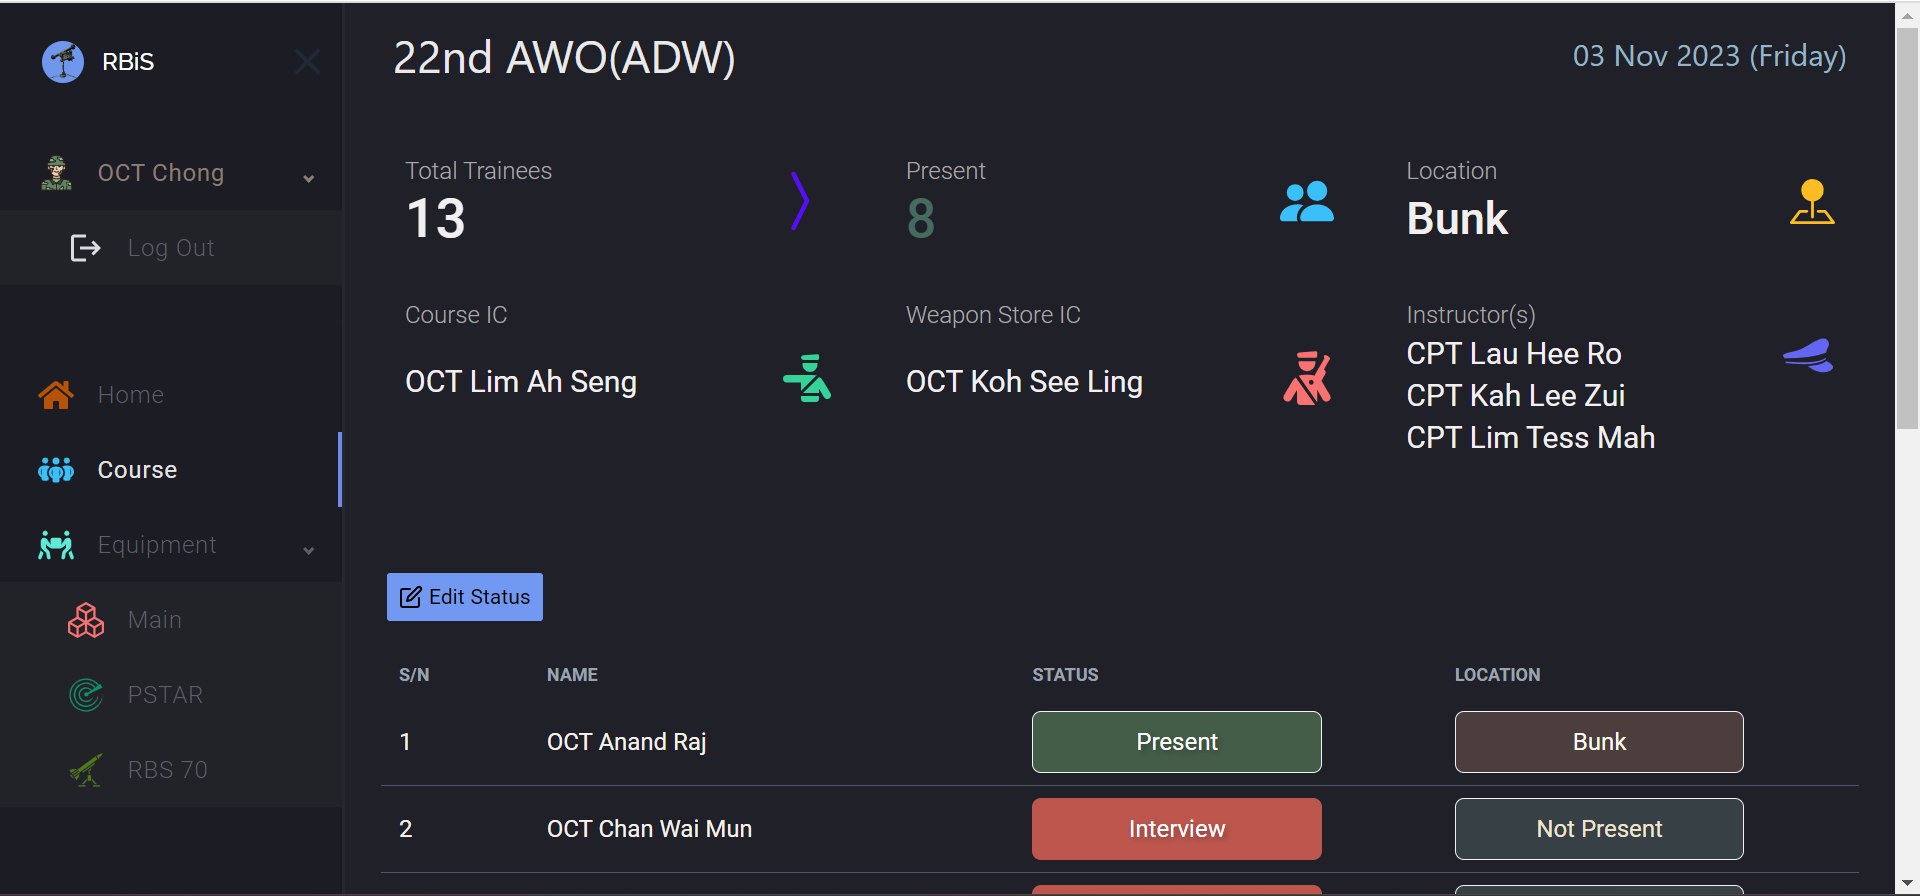 RBiS
OCT Chong
Log Out
Home
Course
Equipment
Main
PSTAR
RBS 70
22nd AWO(ADW)
03 Nov 2023 (Friday)
Total Trainees
13
Present
8
Location
Bunk
Course IC
OCT Lim Ah Seng
Weapon Store IC
OCT Koh See Ling
Instructor(s)
CPT Lau Hee Ro
CPT Kah Lee Zui
CPT Lim Tess Mah
Edit Status
S/N NAME STATUS LOCATION
1 OCT Anand Raj Present Bunk
2 OCT Chan Wai Mun Interview Not Present